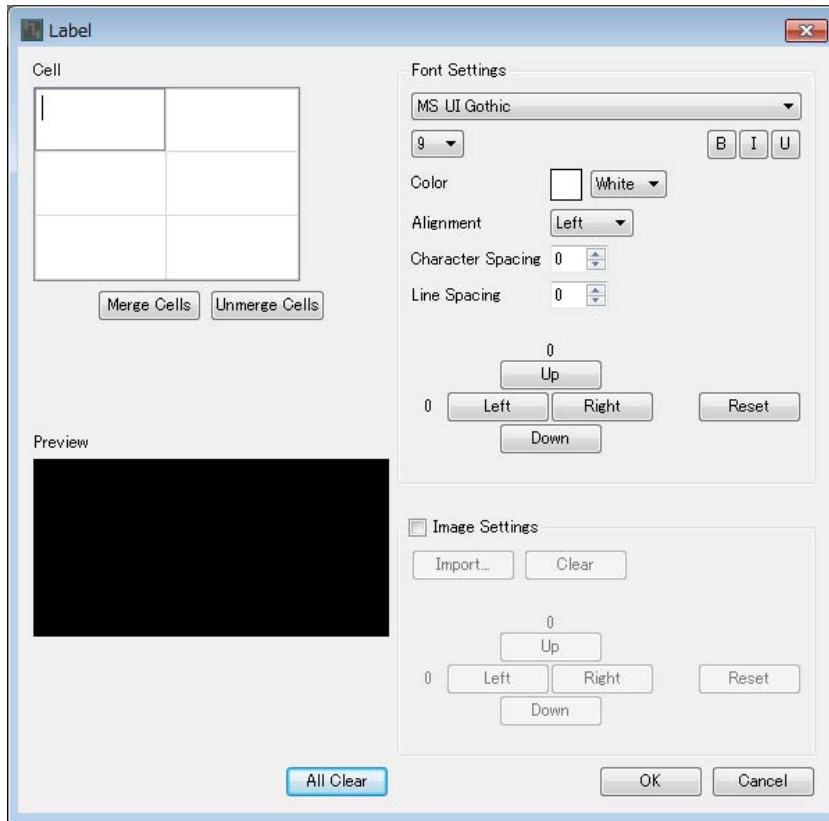 Label
Cell
Merge Cells Unmerge Cells
Preview
All Clear
Font Settings
MS UI Gothic
9 B I U
Color White
Alignment Left
Character Spacing 0
Line Spacing 0
0
Up
0 Left Right Reset
Down
Image Settings
Import... Clear
0
Up
0 Left Right Reset
Down
OK Cancel